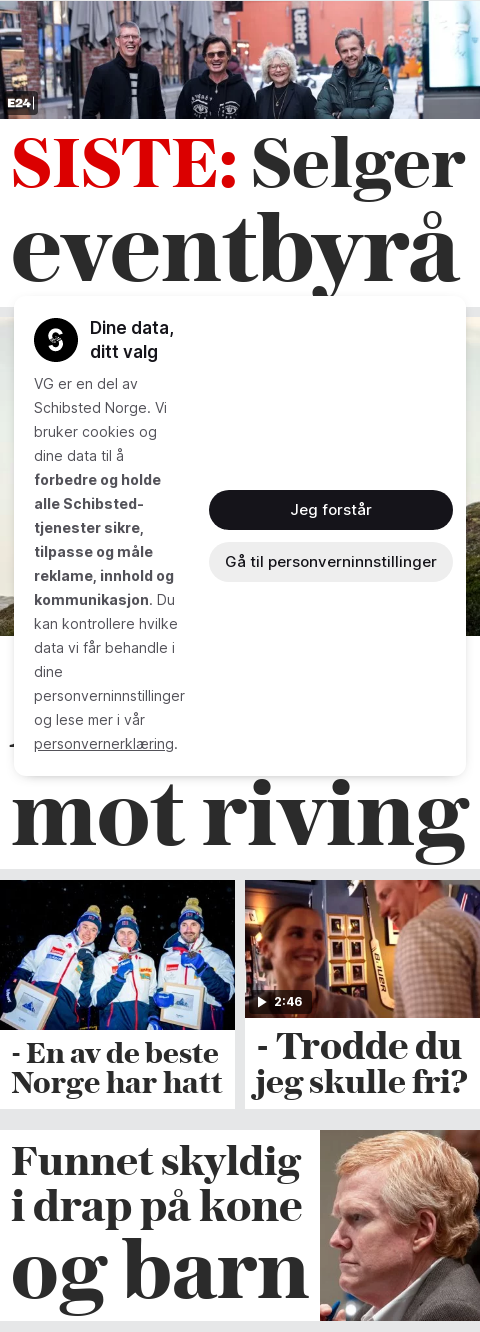 E24
SISTE: Selger
eventbyrå
Dine data,
ditt valg
VG er en del av
Schibsted Norge. Vi
bruker cookies og
dine data til å
forbedre og holde
alle Schibsted-
tjenester sikre,
tilpasse og måle
reklame, innhold og
kommunikasjon. Du
kan kontrollere hvilke
data vi får behandle i
dine
personverninnstillinger
og lese mer i vår
personvernerklæring.
Jeg forstår
Gå til personverninnstillinger
mot riving
2:46
- En av de beste
Norge har hatt
- Trodde du
jeg skulle fri?
Funnet skyldig
i drap på kone
og barn